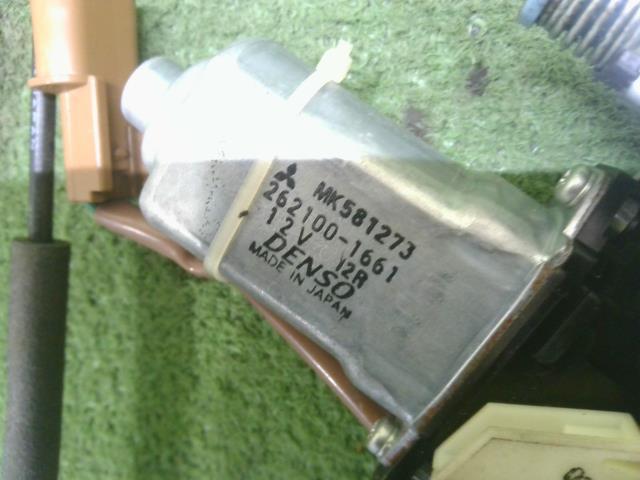 MK581273
262100-1661
12V 12R
DENSO
MADE IN JAPAN